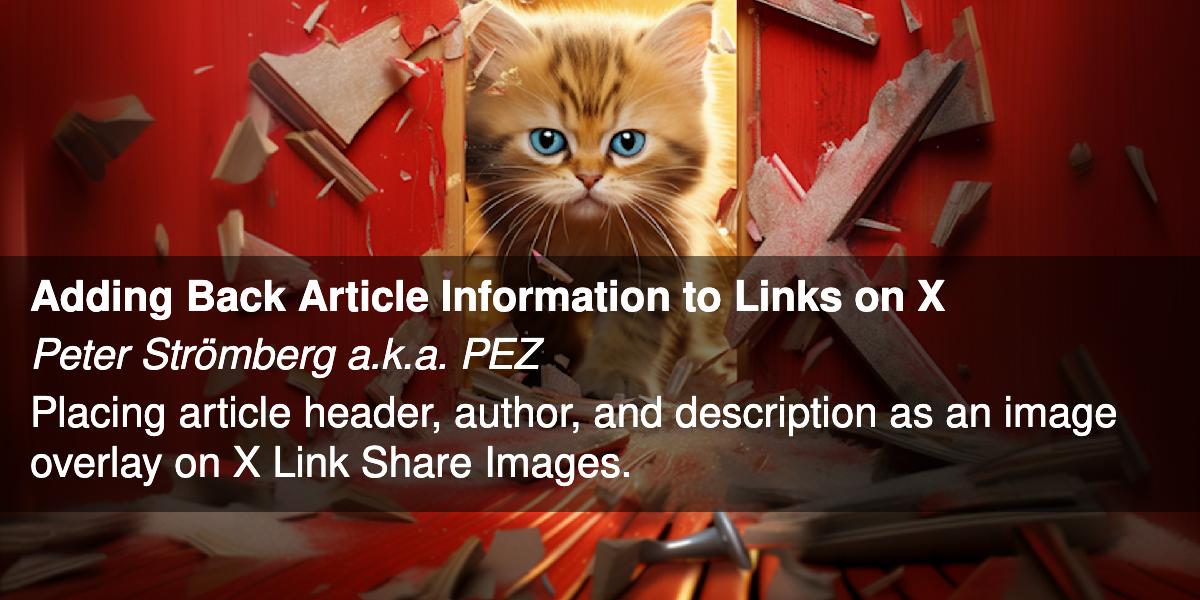 Adding Back Article Information to Links on X
Peter Strömberg a.k.a. PEZ
Placing article header, author, and description as an image
overlay on X Link Share Images.